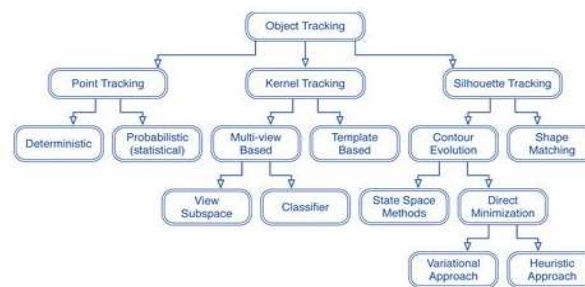 Object Tracking
Point Tracking
Kernel Tracking
Silhouette Tracking
Deterministic
Probabilistic
(statistical)
Multi-view
Based
Template
Based
Contour
Evolution
Shape
Matching
View
Subspace
Classifier
State Space
Methods
Direct
Minimization
Variational
Approach
Heuristic
Approach